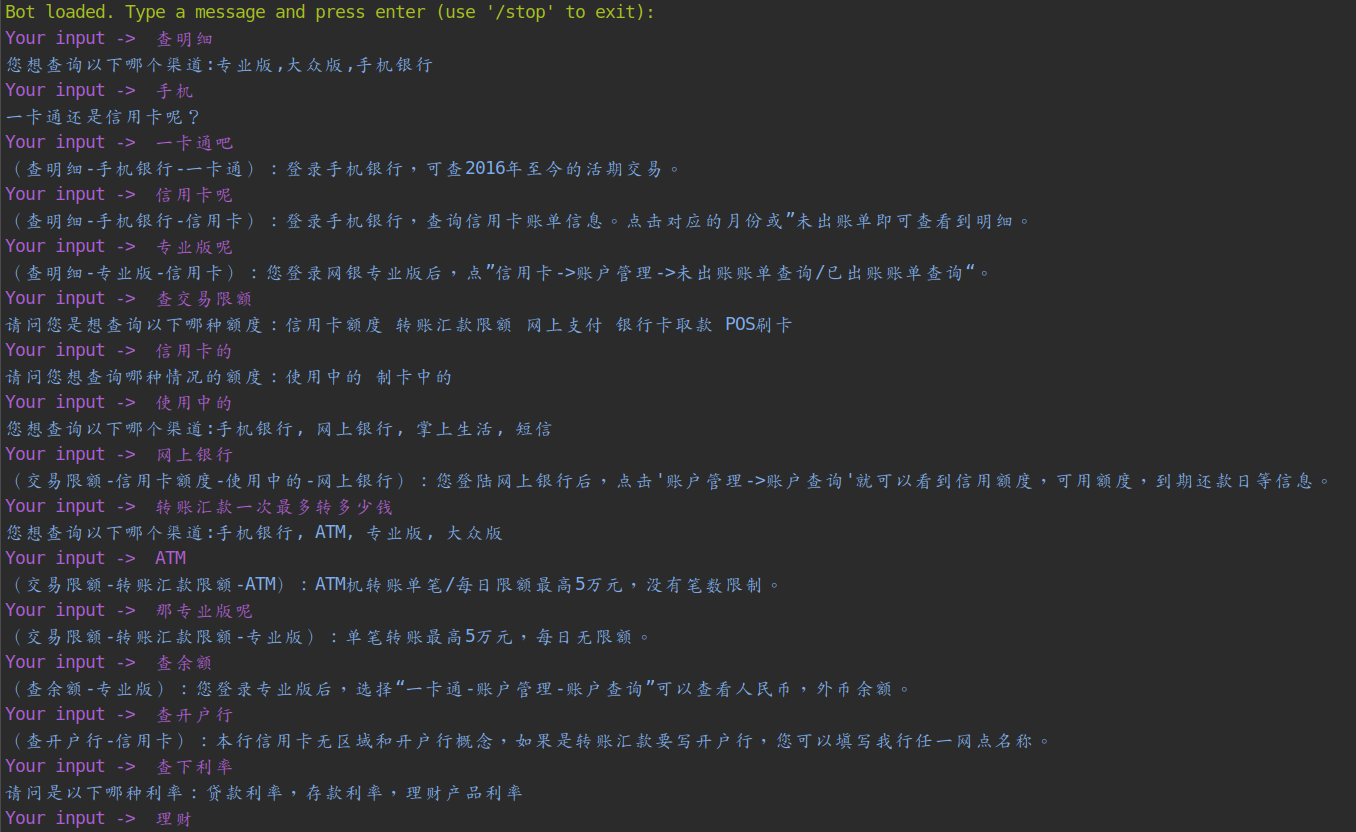 Bot loaded. Type a message and press enter (use '/stop' to exit):
Your input ->  查明细
您想查询以下哪个渠道:专业版,大众版,手机银行
Your input ->  手机
一卡通还是信用卡呢？
Your input ->  一卡通吧
（查明细-手机银行-一卡通）：登录手机银行，可查2016年至今的活期交易。
Your input ->  信用卡呢
（查明细-手机银行-信用卡）：登录手机银行，查询信用卡账单信息。点击对应的月份或”未出账单即可查看到明细。
Your input ->  专业版呢
（查明细-专业版-信用卡）：您登录网银专业版后，点”信用卡->账户管理->未出账账单查询/已出账账单查询“。
Your input ->  查交易限额
请问您是想查询以下哪种额度：信用卡额度 转账汇款限额 网上支付 银行卡取款 POS刷卡
Your input ->  信用卡的
请问您想查询哪种情况的额度：使用中的 制卡中的
Your input ->  使用中的
您想查询以下哪个渠道:手机银行, 网上银行, 掌上生活, 短信
Your input ->  网上银行
（交易限额-信用卡额度-使用中的-网上银行）：您登陆网上银行后，点击'账户管理->账户查询'就可以看到信用额度，可用额度，到期还款日等信息。
Your input ->  转账汇款一次最多转多少钱
您想查询以下哪个渠道:手机银行, ATM, 专业版, 大众版
Your input ->  ATM
（交易限额-转账汇款限额-ATM）：ATM机转账单笔/每日限额最高5万元，没有笔数限制。
Your input ->  那专业版呢
（交易限额-转账汇款限额-专业版）：单笔转账最高5万元，每日无限额。
Your input ->  查余额
（查余额-专业版）：您登录专业版后，选择“一卡通-账户管理-账户查询”可以查看人民币，外币余额。
Your input ->  查开户行
（查开户行-信用卡）：本行信用卡无区域和开户行概念，如果是转账汇款要写开户行，您可以填写我行任一网点名称。
Your input ->  查下利率
请问是以下哪种利率：贷款利率，存款利率，理财产品利率
Your input ->  理财